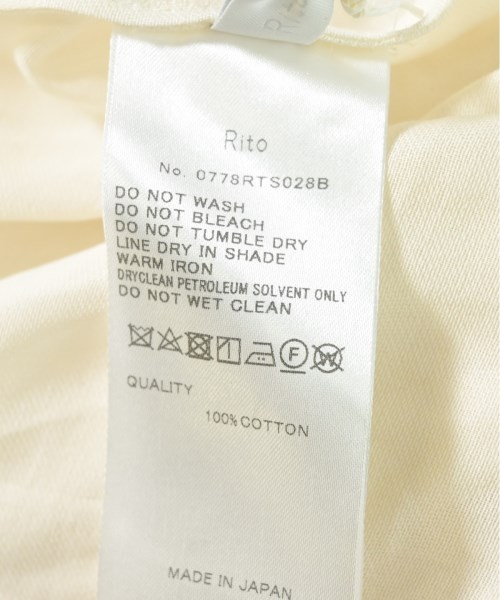 Rito
Rito
No. 0778RTS028B
DO NOT WASH
DO NOT BLEACH
DO NOT TUMBLE DRY
LINE DRY IN SHADE
WARM IRON
DRYCLEAN PETROLEUM SOLVENT ONLY
DO NOT WET CLEAN
F W
QUALITY
100% COTTON
MADE IN JAPAN